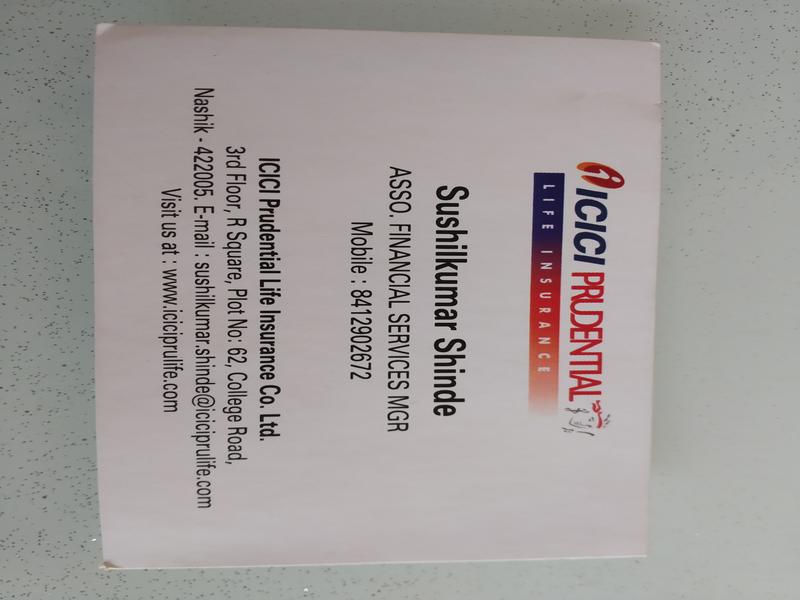 ICICI PRUDENTIAL
LIFE INSURANCE
Sushilkumar Shinde
ASSO. FINANCIAL SERVICES MGR
Mobile : 8412902672
ICICI Prudential Life Insurance Co. Ltd.
3rd Floor, R Square, Plot No: 62, College Road,
Nashik - 422005. E-mail : sushilkumar.shinde@iciciprulife.com
Visit us at : www.iciciprulife.com